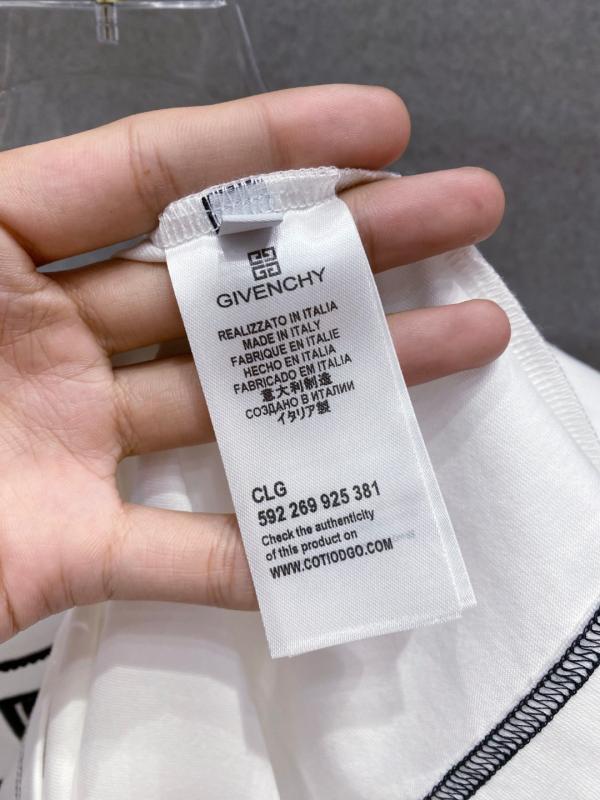 GIVENCHY
REALIZZATO IN ITALIA
MADE IN ITALY
FABRIQUE EN ITALIE
HECHO EN ITALIA
FABRICADO EM ITALIA
意大利制造
СОЗДАНО В ИТАЛИИ
イタリア製
CLG
592 269 925 381
Check the authenticity
of this product on
WWW.COTIODGO.COM